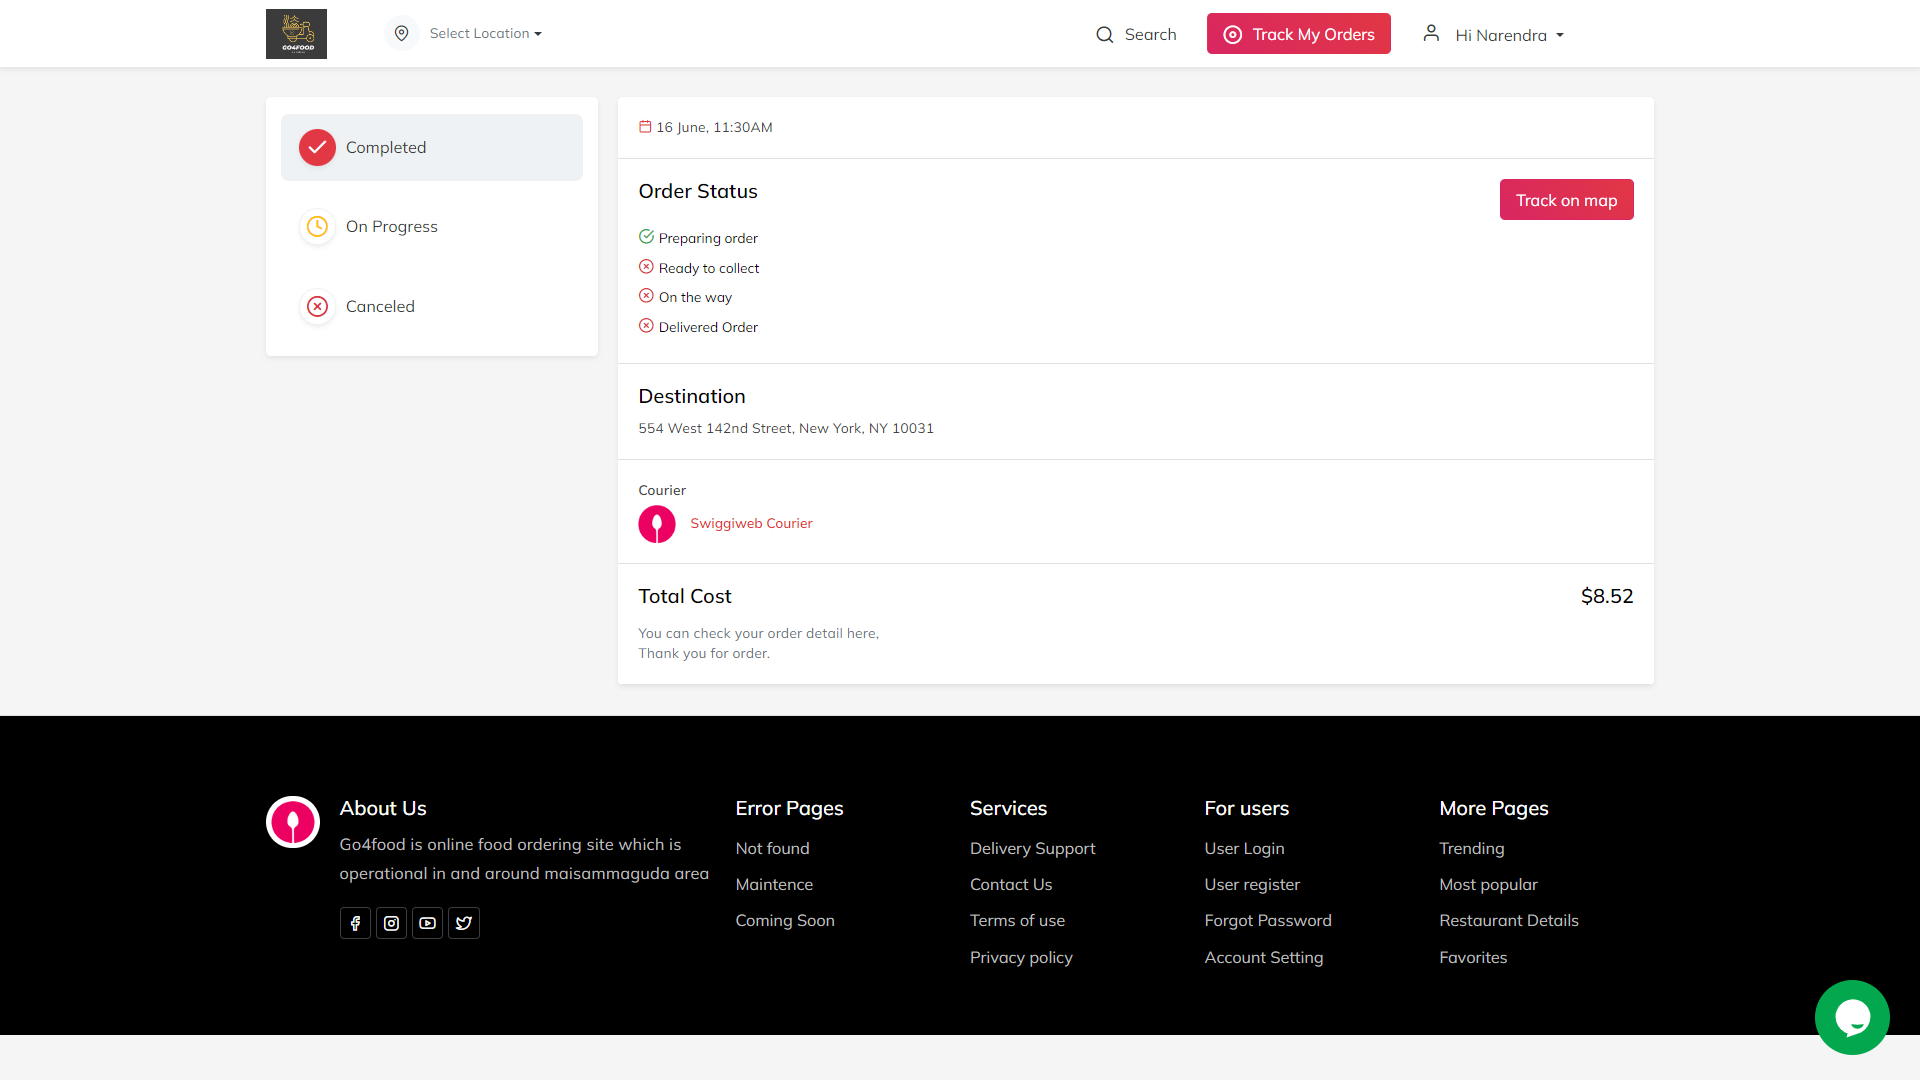 GO4FOOD
Select Location
Search
Track My Orders
Hi Narendra
Completed
On Progress
Canceled
16 June, 11:30AM
Order Status
Track on map
Preparing order
Ready to collect
On the way
Delivered Order
Destination
554 West 142nd Street, New York, NY 10031
Courier
Swiggiweb Courier
Total Cost
$8.52
You can check your order detail here,
Thank you for order.
About Us
Go4food is online food ordering site which is
operational in and around maisammaguda area
Error Pages
Not found
Maintence
Coming Soon
Services
Delivery Support
Contact Us
Terms of use
Privacy policy
For users
User Login
User register
Forgot Password
Account Setting
More Pages
Trending
Most popular
Restaurant Details
Favorites